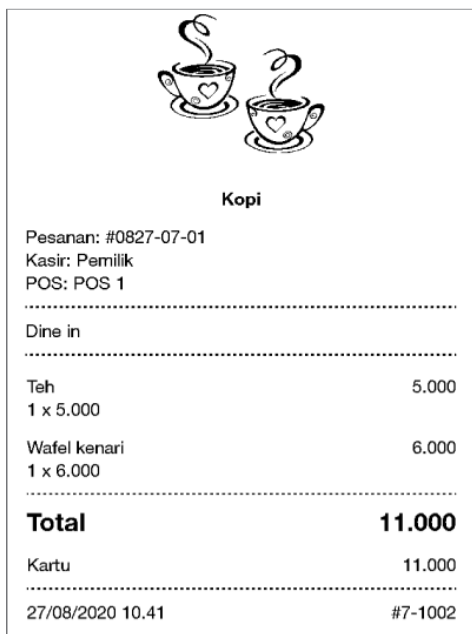 Kopi
Pesanan: #0827-07-01
Kasir: Pemilik
POS: POS 1
Dine in
Teh 5.000
1 x 5.000
Wafel kenari 6.000
1 x 6.000
Total 11.000
Kartu 11.000
27/08/2020 10.41 #7-1002